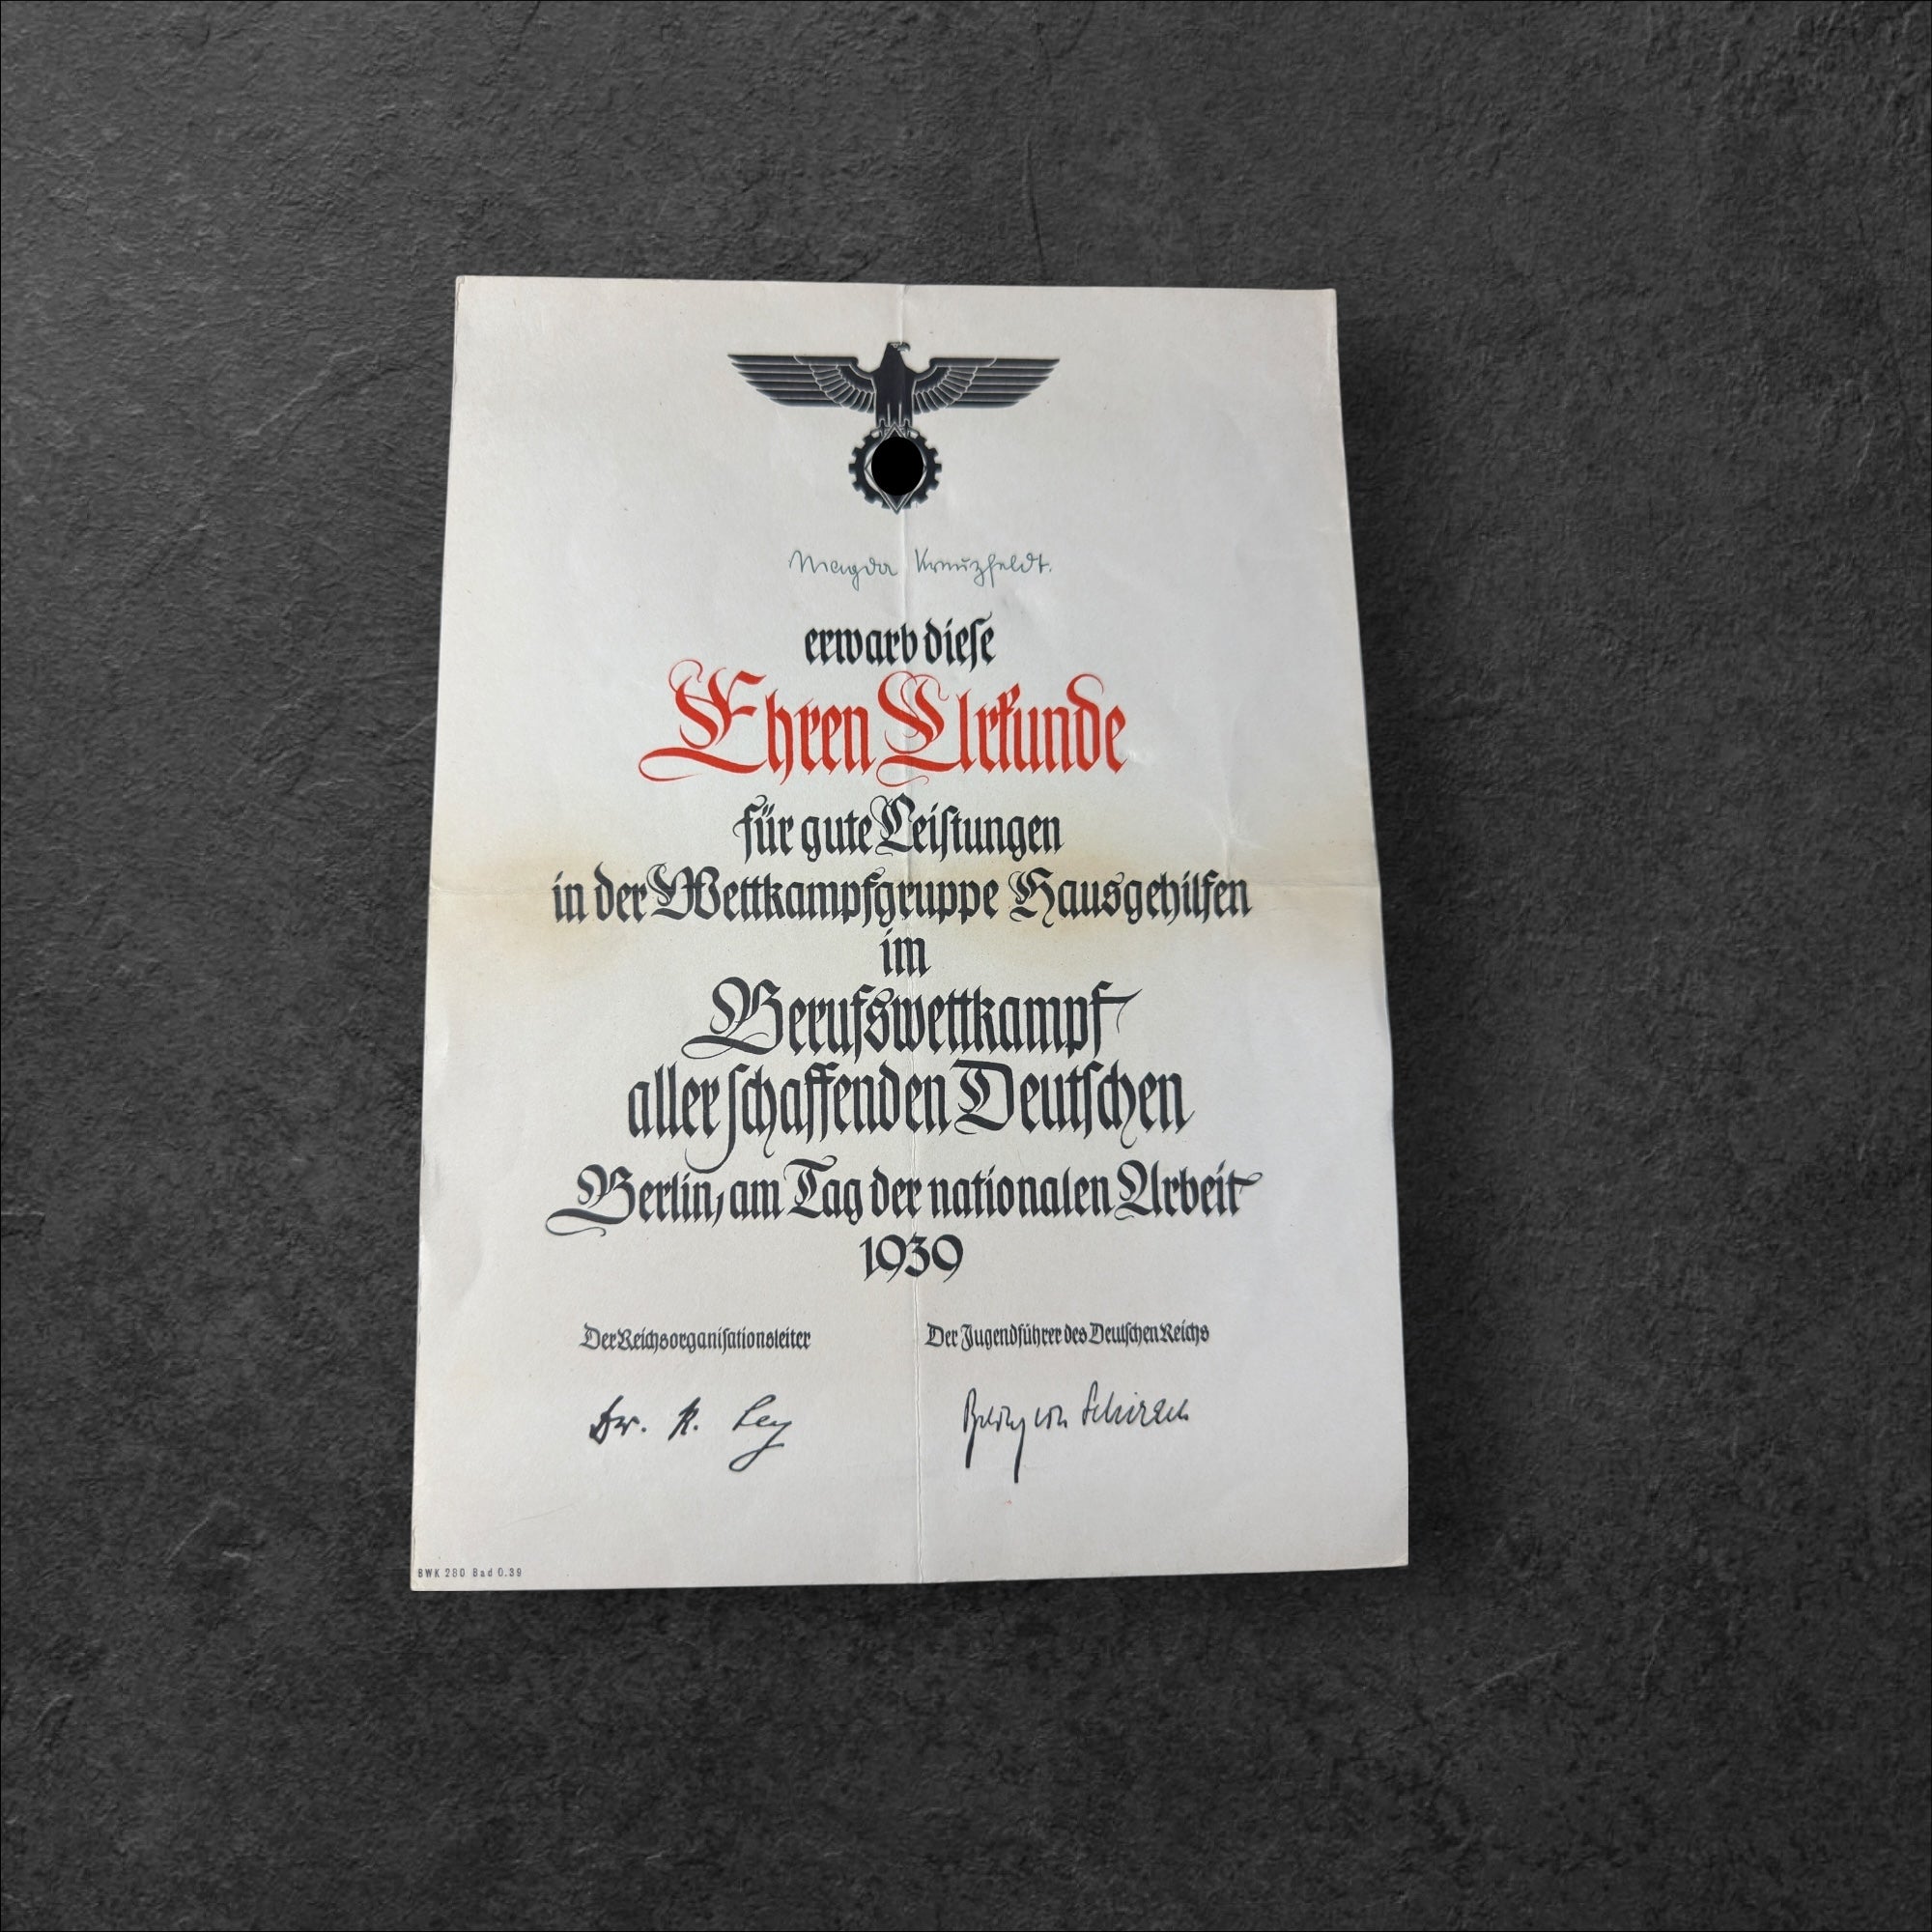 Magda Kreuzfeldt.
erwarb diese
Ehren Urkunde
für gute Leistungen
in der Wettkampfgruppe Hausgehilfen
im
Berufswettkampf
aller schaffenden Deutschen
Berlin, am Tag der nationalen Arbeit
1939
Der Reichsorganisationsleiter
Der Jugendführer des Deutschen Reichs
Dr. R. Ley
Baldur von Schirach
BWK 280 Bad 0.39